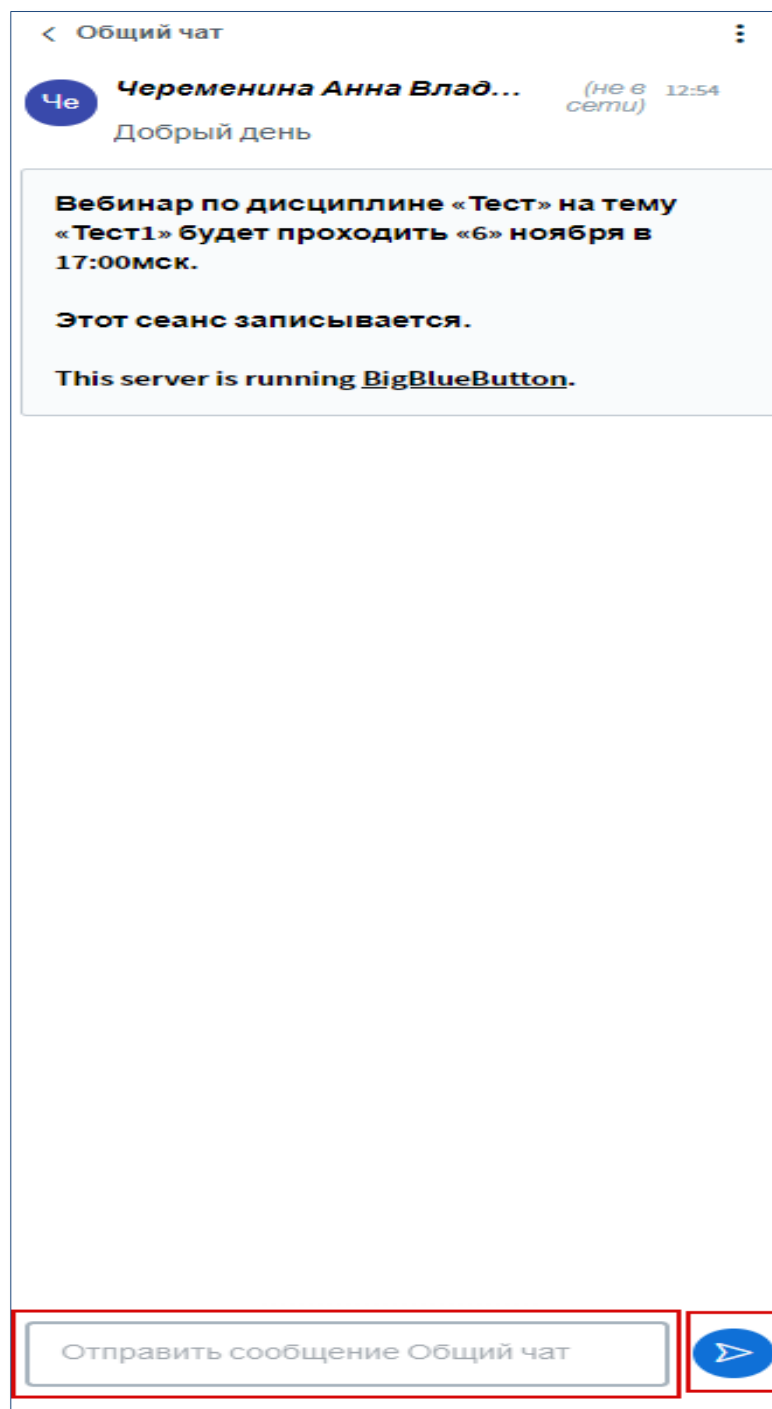 Общий чат
Че
Череменина Анна Влад...
(не в сети)
12:54
Добрый день
Вебинар по дисциплине «Тест» на тему
«Тест1» будет проходить «6» ноября в
17:00мск.
Этот сеанс записывается.
This server is running BigBlueButton.
Отправить сообщение Общий чат